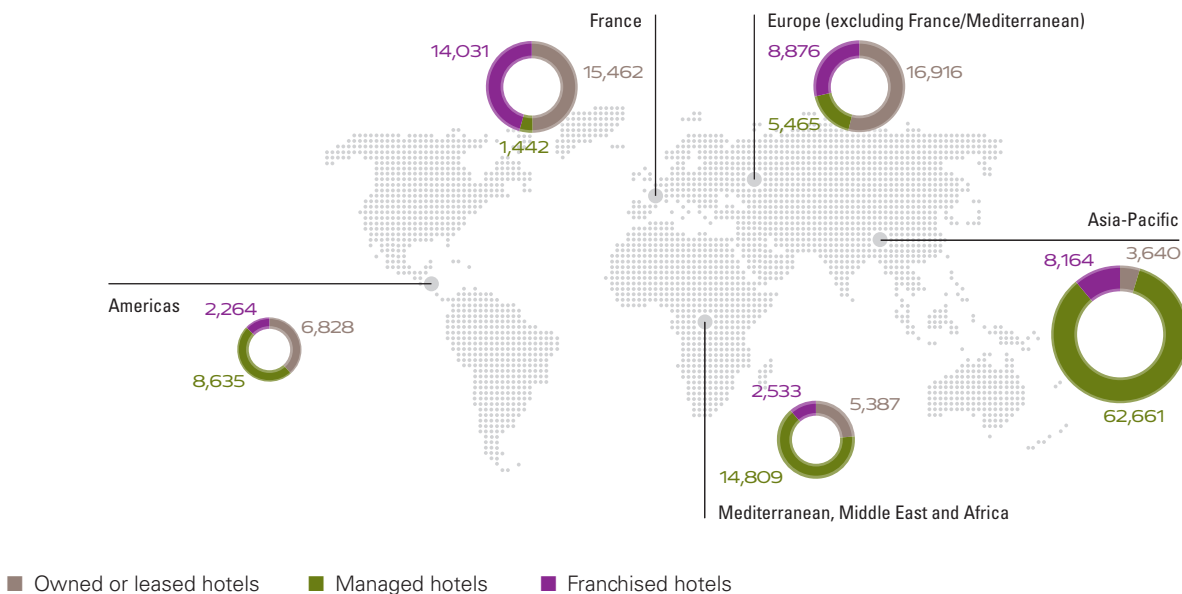 France
Europe (excluding France/Mediterranean)
14,031
15,462
1,442
8,876
16,916
5,465
Asia-Pacific
8,164
3,640
62,661
Americas
2,264
6,828
8,635
2,533
5,387
14,809
Mediterranean, Middle East and Africa
Owned or leased hotels
Managed hotels
Franchised hotels